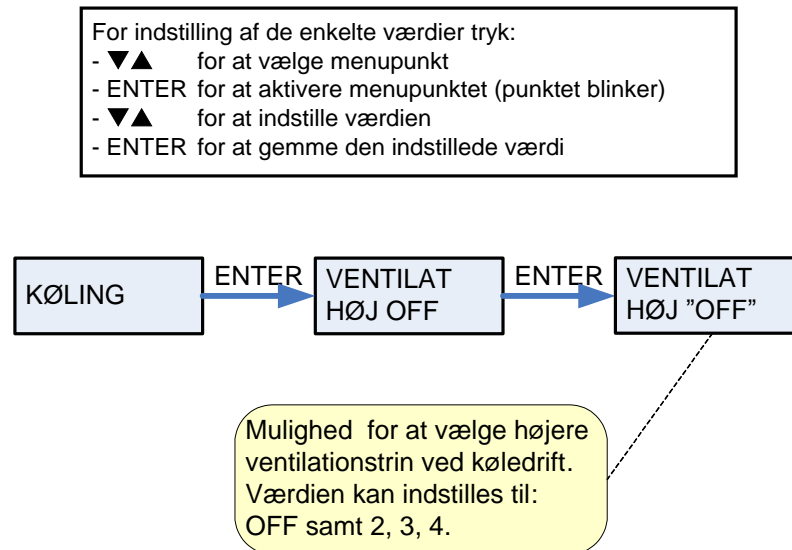 For indstilling af de enkelte værdier tryk:
- ▼▲ for at vælge menupunkt
- ENTER for at aktivere menupunktet (punktet blinker)
- ▼▲ for at indstille værdien
- ENTER for at gemme den indstillede værdi
KØLING
ENTER
VENTILAT
HØJ OFF
ENTER
VENTILAT
HØJ ”OFF”
Mulighed for at vælge højere
ventilationstrin ved køledrift.
Værdien kan indstilles til:
OFF samt 2, 3, 4.